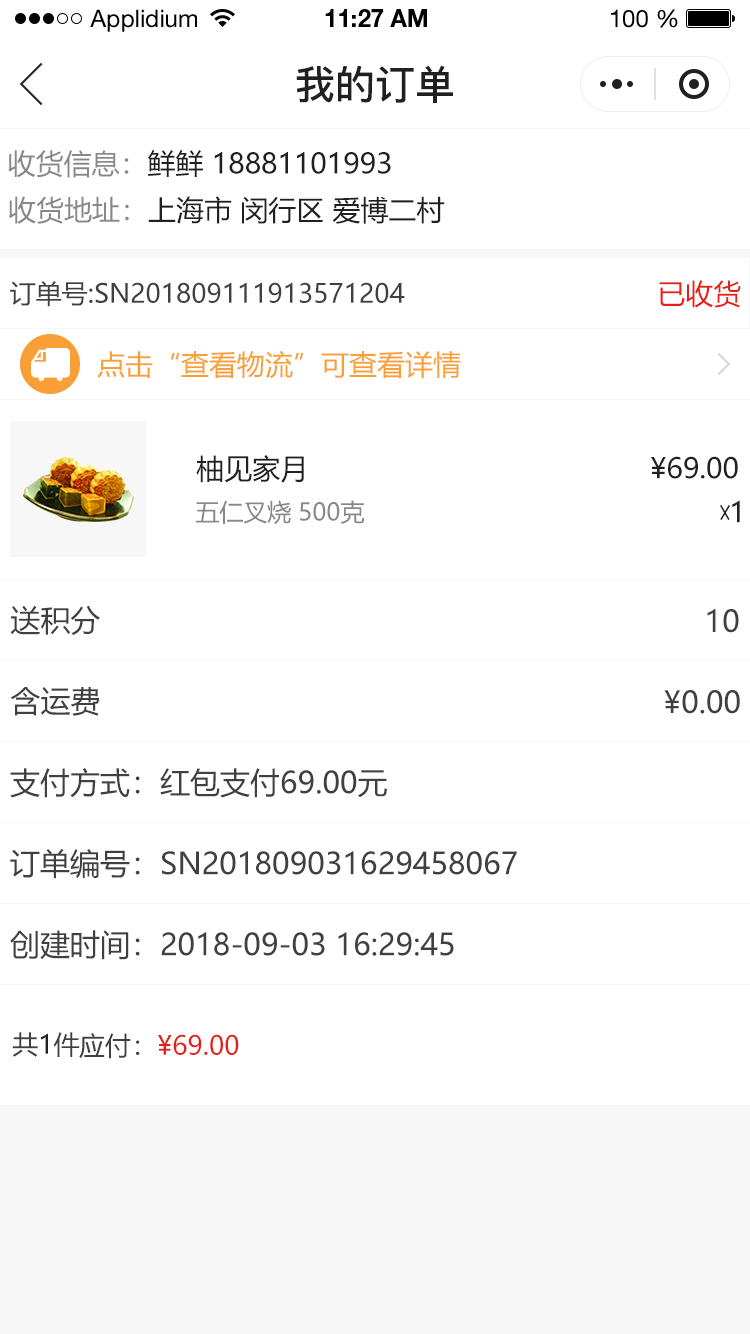 Applidium 11:27 AM 100 %
我的订单
收货信息：鲜鲜 18881101993
收货地址：上海市 闵行区 爱博二村
订单号:SN201809111913571204 已收货
点击“查看物流”可查看详情
柚见家月 ¥69.00
五仁叉烧 500克 x1
送积分 10
含运费 ¥0.00
支付方式：红包支付69.00元
订单编号：SN201809031629458067
创建时间：2018-09-03 16:29:45
共1件应付：¥69.00